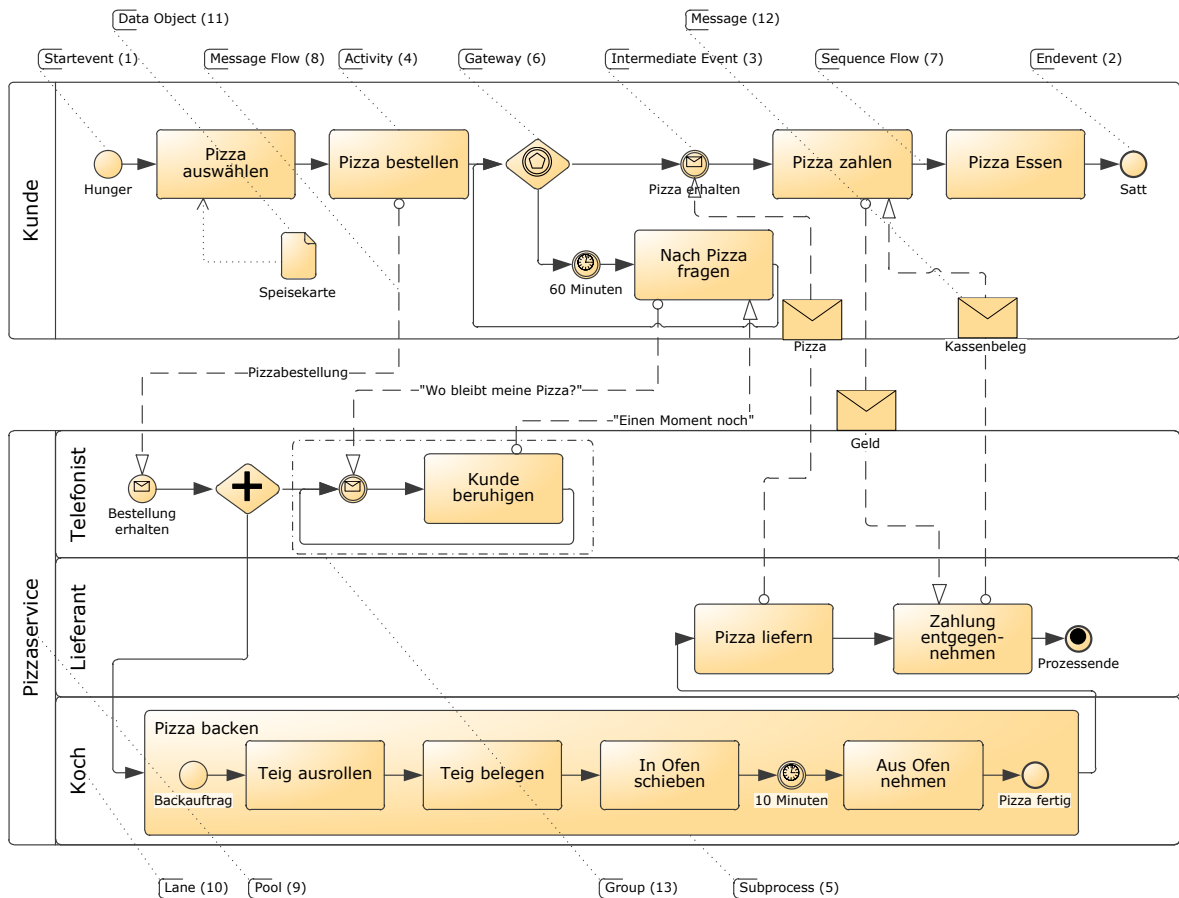 Data Object (11)
Message (12)
Startevent (1)
Message Flow (8)
Activity (4)
Gateway (6)
Intermediate Event (3)
Sequence Flow (7)
Endevent (2)
Kunde
Hunger
Pizza
auswählen
Pizza bestellen
Pizza erhalten
Pizza zahlen
Pizza Essen
Satt
Speisekarte
60 Minuten
Nach Pizza
fragen
Pizza
Kassenbeleg
Pizzabestellung
"Wo bleibt meine Pizza?"
"Einen Moment noch"
Geld
Pizzaservice
Telefonist
Bestellung
erhalten
Kunde
beruhigen
Lieferant
Pizza liefern
Zahlung
entgegen-
nehmen
Prozessende
Koch
Pizza backen
Backauftrag
Teig ausrollen
Teig belegen
In Ofen
schieben
10 Minuten
Aus Ofen
nehmen
Pizza fertig
Lane (10)
Pool (9)
Group (13)
Subprocess (5)